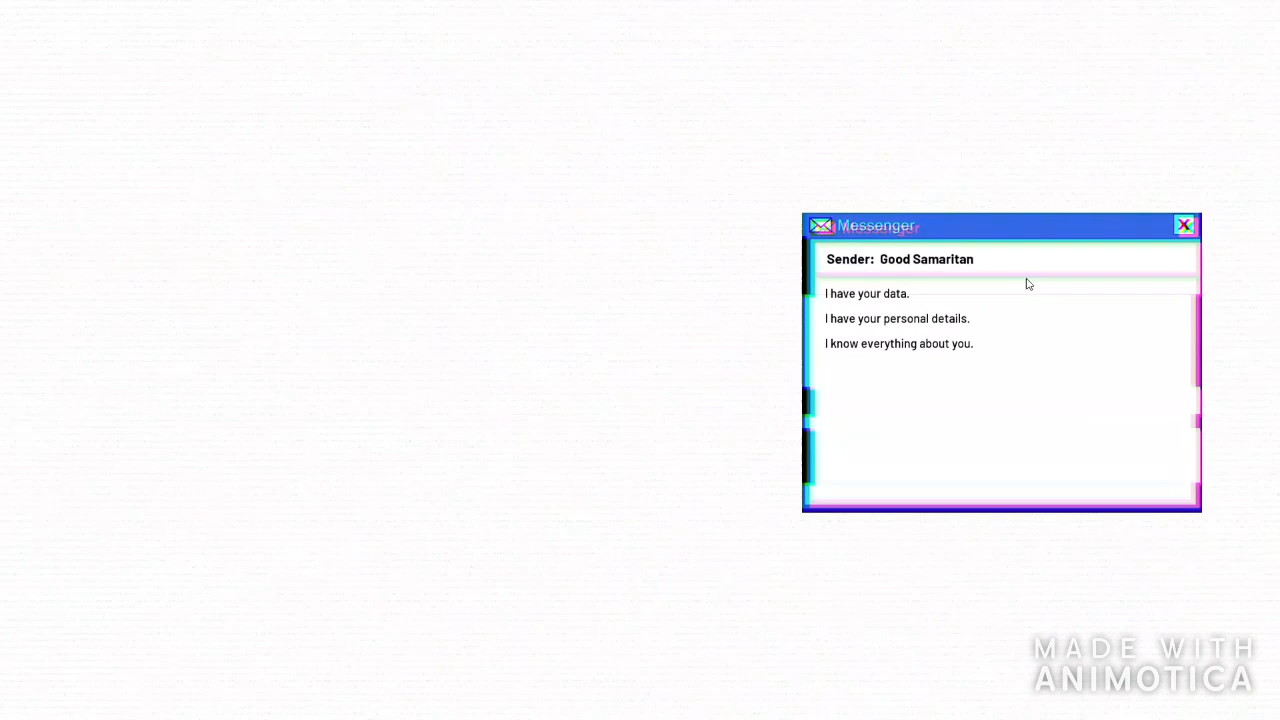 Messenger
X
Sender: Good Samaritan
I have your data.
I have your personal details.
I know everything about you.
MADE WITH
ANIMOTICA